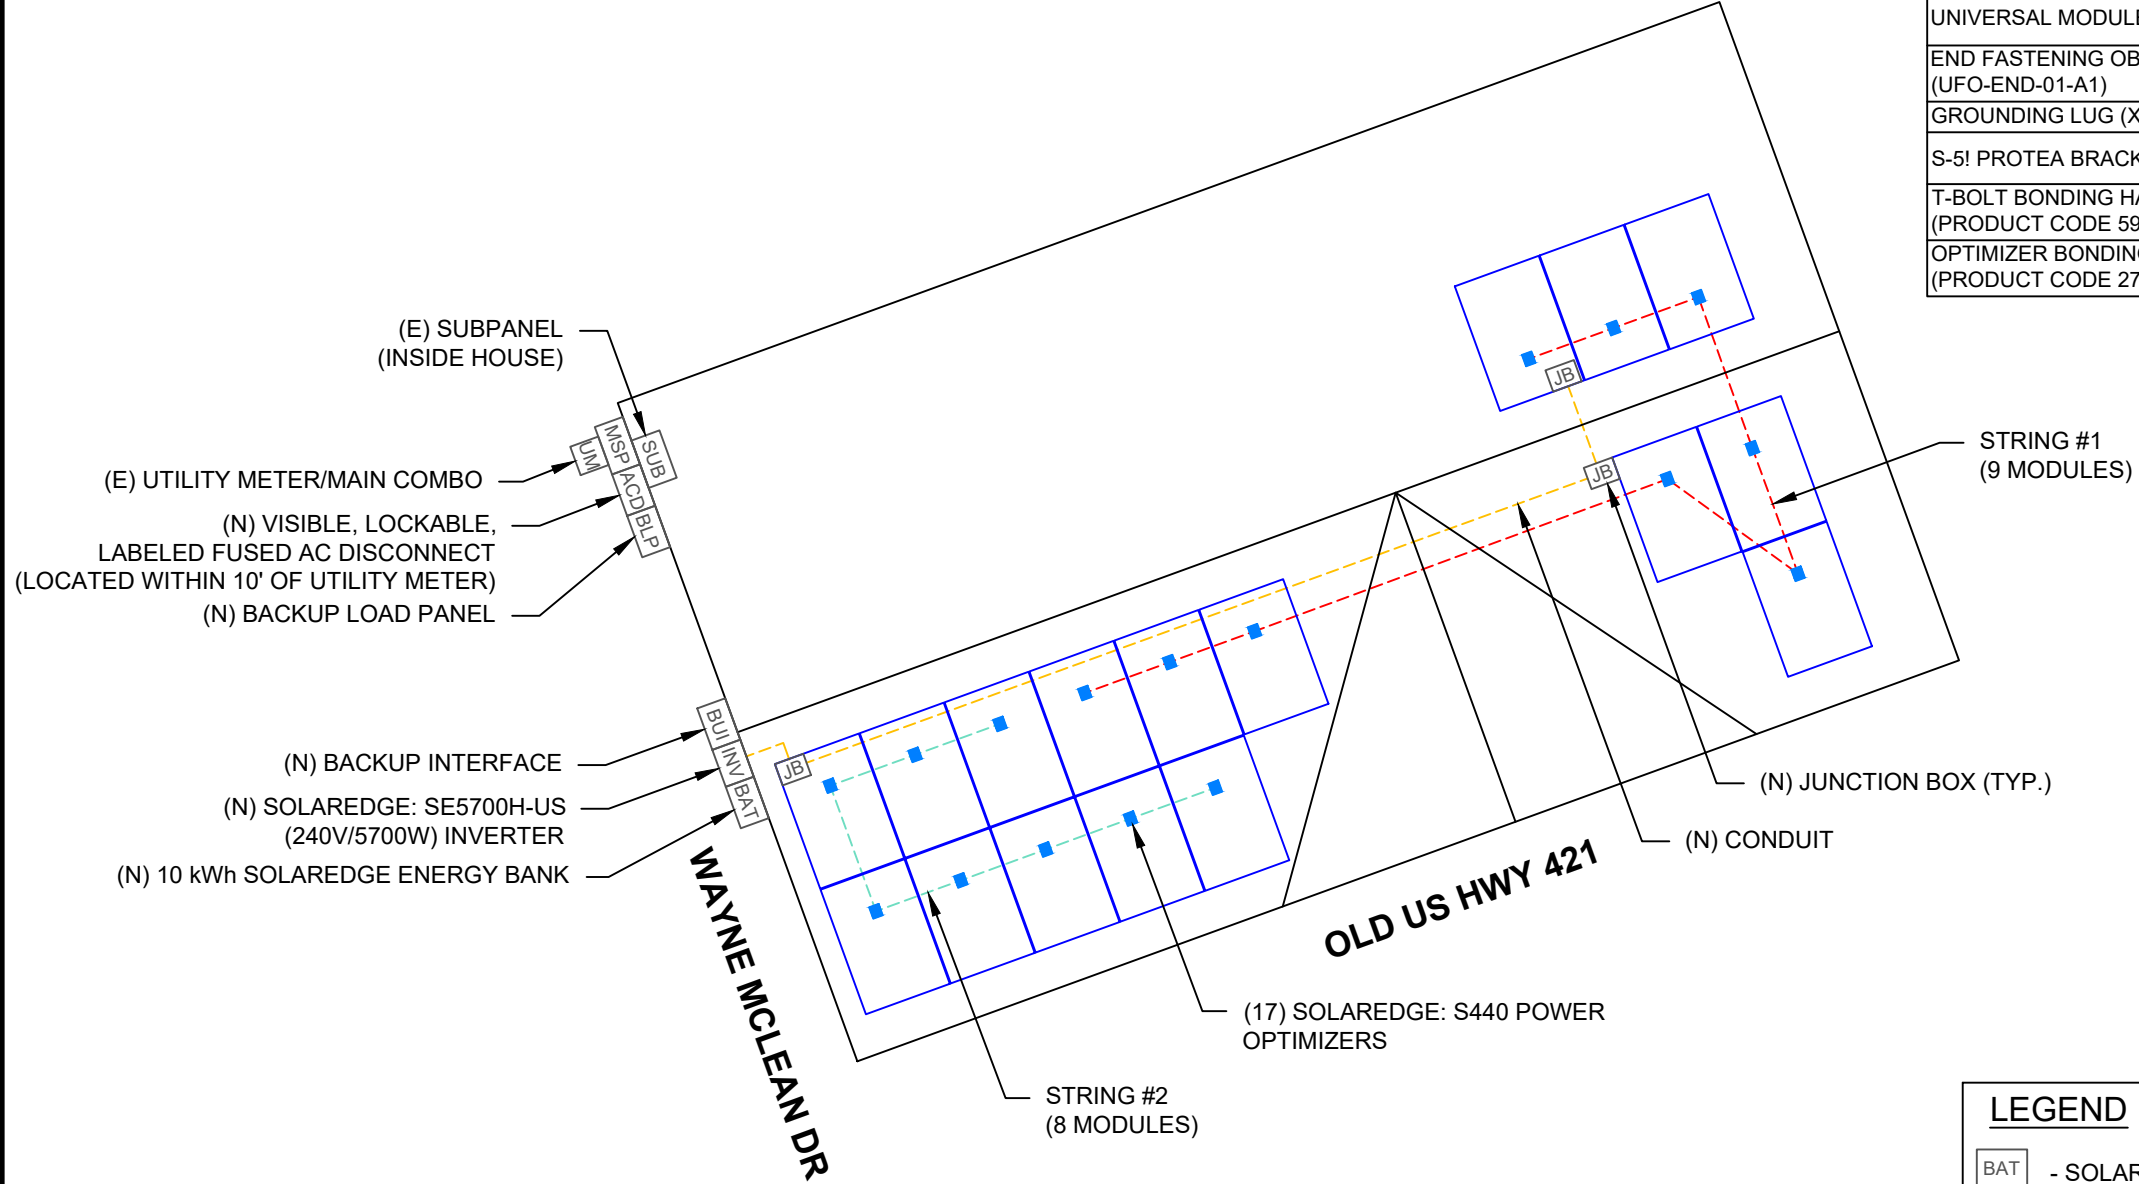 UNIVERSAL MODULE
END FASTENING OB
(UFO-END-01-A1)
GROUNDING LUG (X
S-5! PROTEA BRACK
T-BOLT BONDING HA
(PRODUCT CODE 59
OPTIMIZER BONDING
(PRODUCT CODE 27
(E) SUBPANEL
(INSIDE HOUSE)
(E) UTILITY METER/MAIN COMBO
(N) VISIBLE, LOCKABLE,
LABELED FUSED AC DISCONNECT
(LOCATED WITHIN 10' OF UTILITY METER)
(N) BACKUP LOAD PANEL
UM
MSP
SUB
ACD
BLP
JB
JB
STRING #1
(9 MODULES)
(N) BACKUP INTERFACE
(N) SOLAREDGE: SE5700H-US
(240V/5700W) INVERTER
(N) 10 kWh SOLAREDGE ENERGY BANK
BUI
INV
BAT
JB
(N) JUNCTION BOX (TYP.)
(N) CONDUIT
OLD US HWY 421
WAYNE MCLEAN DR
(17) SOLAREDGE: S440 POWER
OPTIMIZERS
STRING #2
(8 MODULES)
LEGEND
BAT - SOLAR